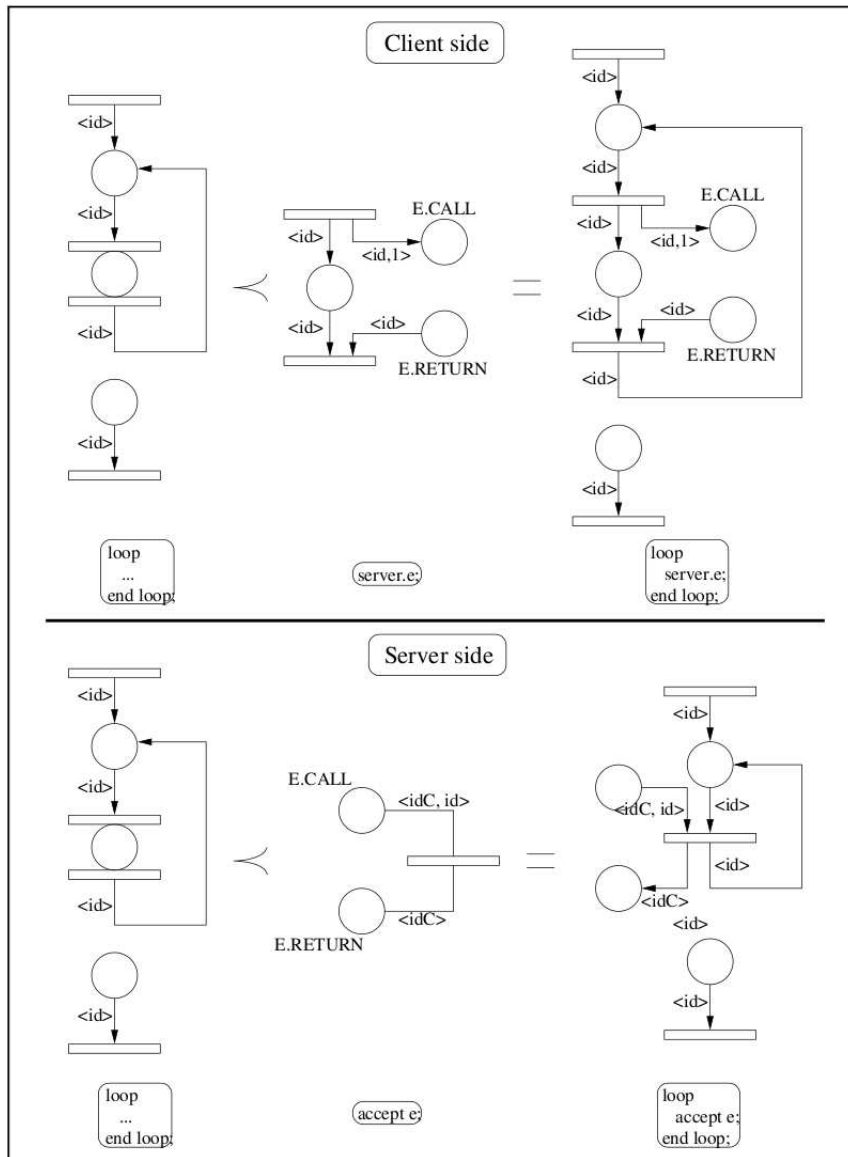 Client side
<id>
<id>
<id>
<id>
loop
...
end loop;
E.CALL
<id>
<id,1>
<id>
<id>
E.RETURN
server.e;
<id>
<id>
E.CALL
<id>
<id,1>
<id>
<id>
E.RETURN
<id>
<id>
loop
server.e;
end loop;
Server side
<id>
<id>
<id>
<id>
loop
...
end loop;
E.CALL
<idC, id>
<idC>
E.RETURN
accept e;
<id>
<idC, id>
<id>
<id>
<idC>
<id>
<id>
loop
accept e;
end loop;